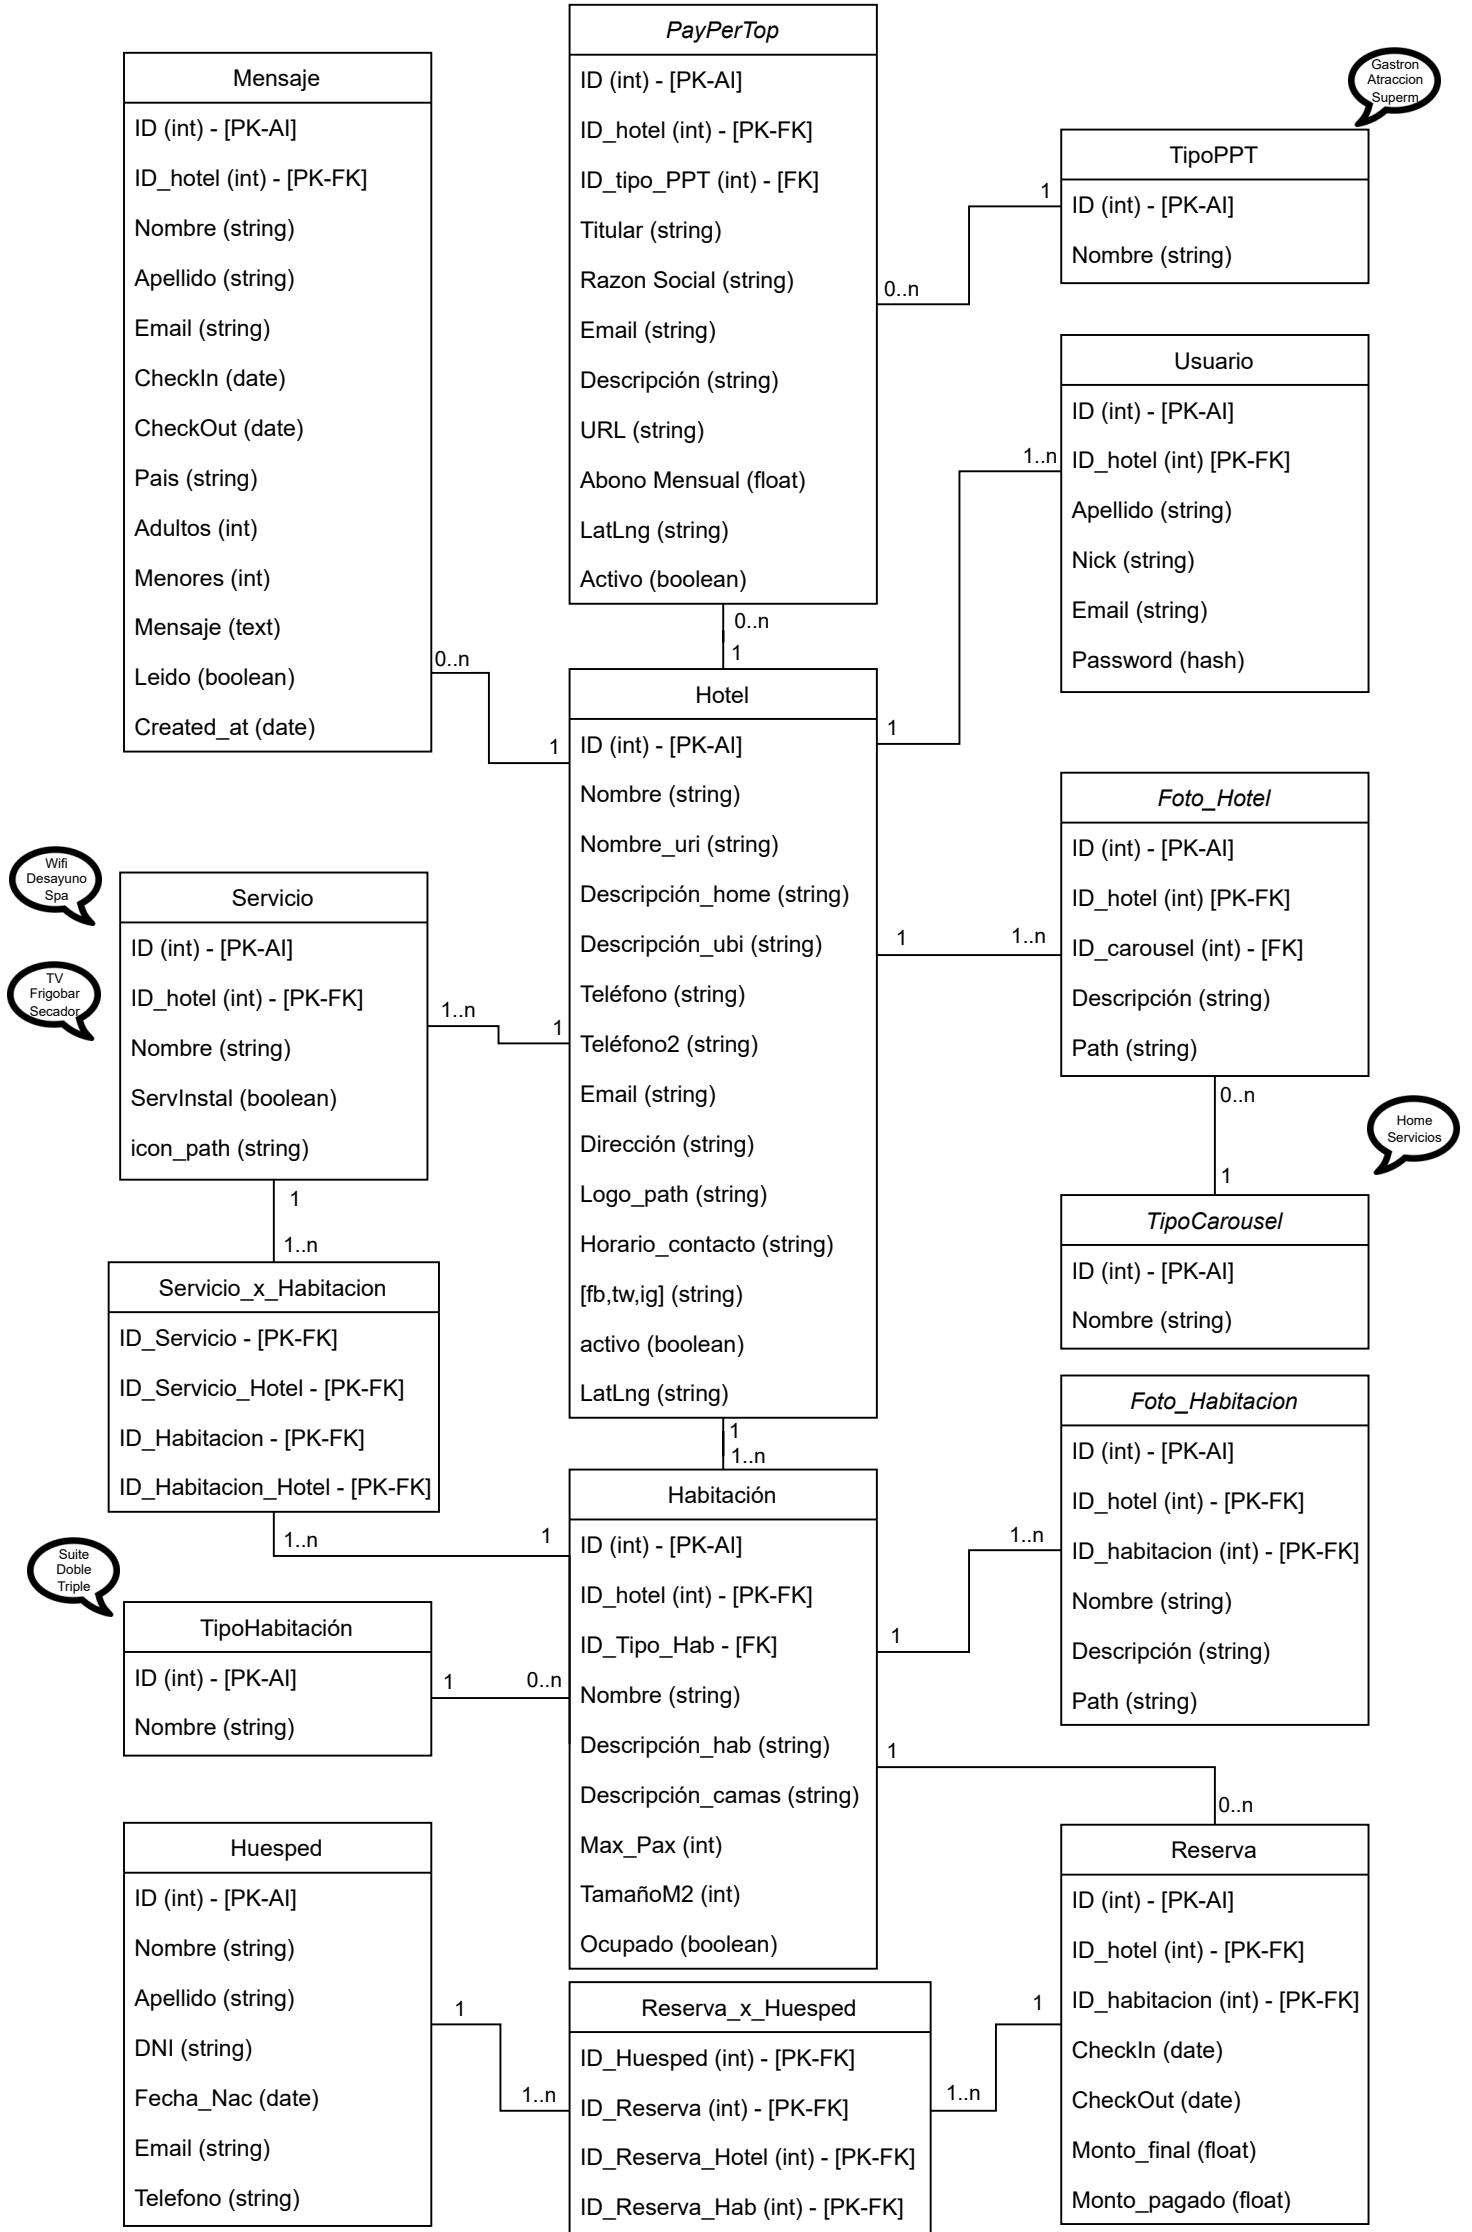 PayPerTop
ID (int) - [PK-AI]
ID_hotel (int) - [PK-FK]
ID_tipo_PPT (int) - [FK]
Titular (string)
Razon Social (string)
Email (string)
Descripción (string)
URL (string)
Abono Mensual (float)
LatLng (string)
Activo (boolean)
0..n
1
Mensaje
ID (int) - [PK-AI]
ID_hotel (int) - [PK-FK]
Nombre (string)
Apellido (string)
Email (string)
CheckIn (date)
CheckOut (date)
Pais (string)
Adultos (int)
Menores (int)
Mensaje (text)
Leido (boolean)
Created_at (date)
0..n
1
Gastron
Atraccion
Superm
TipoPPT
ID (int) - [PK-AI]
Nombre (string)
1
0..n
Usuario
ID (int) - [PK-AI]
ID_hotel (int) [PK-FK]
Apellido (string)
Nick (string)
Email (string)
Password (hash)
1..n
1
Hotel
ID (int) - [PK-AI]
Nombre (string)
Nombre_uri (string)
Descripción_home (string)
Descripción_ubi (string)
Teléfono (string)
Teléfono2 (string)
Email (string)
Dirección (string)
Logo_path (string)
Horario_contacto (string)
[fb,tw,ig] (string)
activo (boolean)
LatLng (string)
1
1..n
Foto_Hotel
ID (int) - [PK-AI]
ID_hotel (int) [PK-FK]
ID_carousel (int) - [FK]
Descripción (string)
Path (string)
1
1..n
0..n
1
Home
Servicios
TipoCarousel
ID (int) - [PK-AI]
Nombre (string)
Wifi
Desayuno
Spa
TV
Frigobar
Secador
Servicio
ID (int) - [PK-AI]
ID_hotel (int) - [PK-FK]
Nombre (string)
ServInstal (boolean)
icon_path (string)
1..n
1
1
1..n
Servicio_x_Habitacion
ID_Servicio - [PK-FK]
ID_Servicio_Hotel - [PK-FK]
ID_Habitacion - [PK-FK]
ID_Habitacion_Hotel - [PK-FK]
1..n
1
Suite
Doble
Triple
TipoHabitación
ID (int) - [PK-AI]
Nombre (string)
1
0..n
Habitación
ID (int) - [PK-AI]
ID_hotel (int) - [PK-FK]
ID_Tipo_Hab - [FK]
Nombre (string)
Descripción_hab (string)
Descripción_camas (string)
Max_Pax (int)
TamañoM2 (int)
Ocupado (boolean)
Foto_Habitacion
ID (int) - [PK-AI]
ID_hotel (int) - [PK-FK]
ID_habitacion (int) - [PK-FK]
Nombre (string)
Descripción (string)
Path (string)
1..n
1
1
0..n
Huesped
ID (int) - [PK-AI]
Nombre (string)
Apellido (string)
DNI (string)
Fecha_Nac (date)
Email (string)
Telefono (string)
1
1..n
Reserva_x_Huesped
ID_Huesped (int) - [PK-FK]
ID_Reserva (int) - [PK-FK]
ID_Reserva_Hotel (int) - [PK-FK]
ID_Reserva_Hab (int) - [PK-FK]
1
1..n
Reserva
ID (int) - [PK-AI]
ID_hotel (int) - [PK-FK]
ID_habitacion (int) - [PK-FK]
CheckIn (date)
CheckOut (date)
Monto_final (float)
Monto_pagado (float)